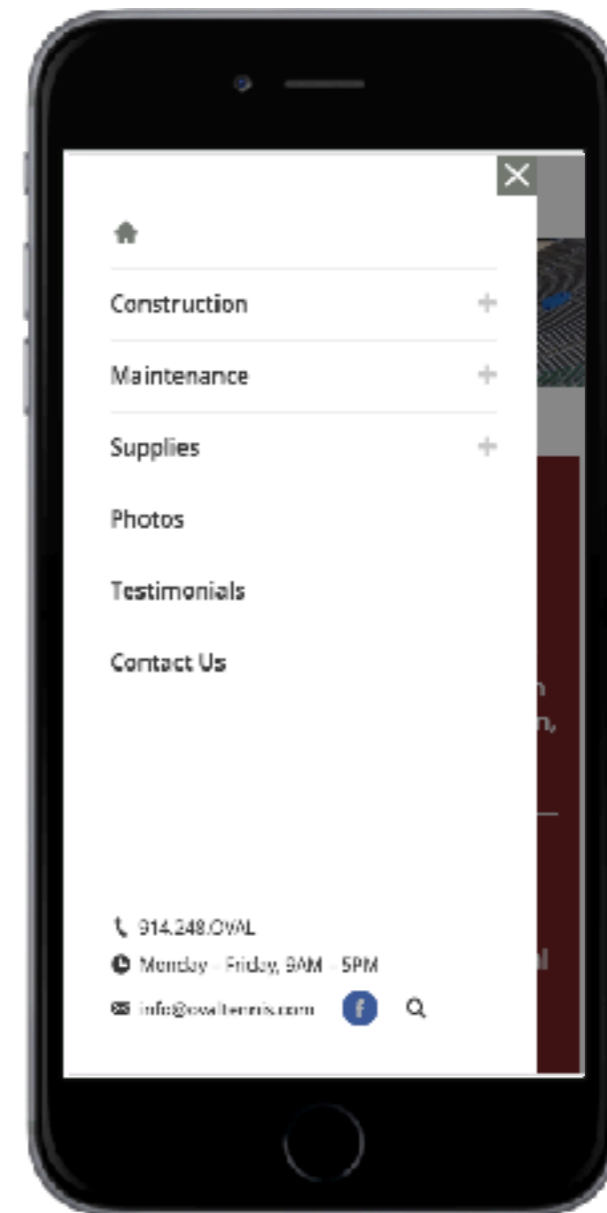 Construction
Maintenance
Supplies
Photos
Testimonials
Contact Us
n
n,
914.248.OVAL
Monday - Friday, 9AM - 5PM
l
info@ovaltennis.com f